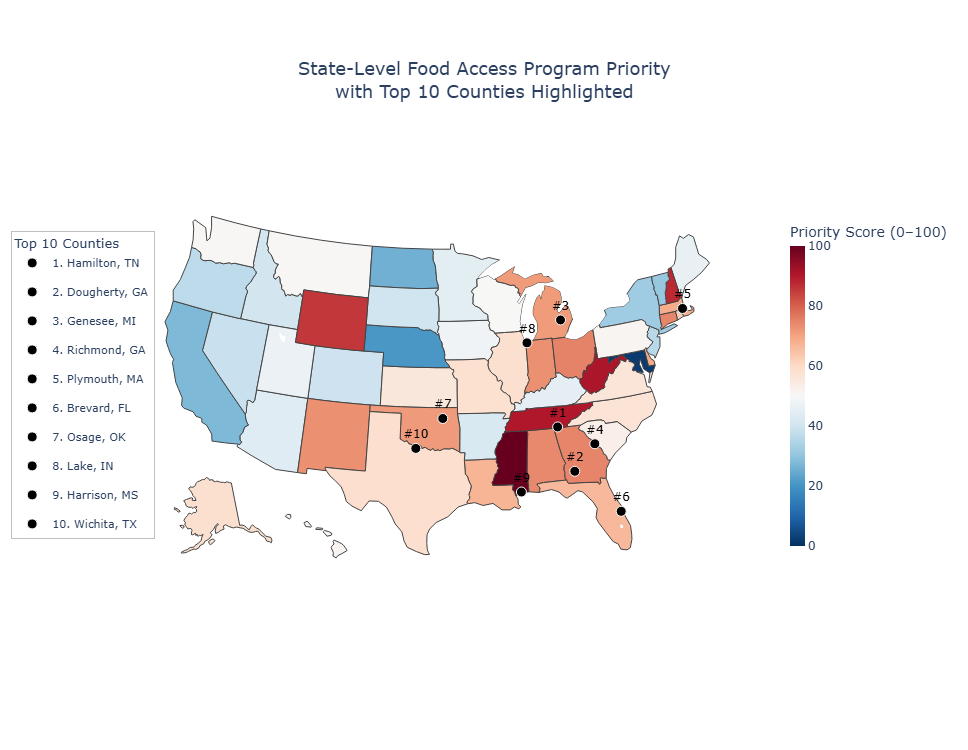 State-Level Food Access Program Priority
with Top 10 Counties Highlighted
Top 10 Counties
1. Hamilton, TN
2. Dougherty, GA
3. Genesee, MI
4. Richmond, GA
5. Plymouth, MA
6. Brevard, FL
7. Osage, OK
8. Lake, IN
9. Harrison, MS
10. Wichita, TX
#5
#3
#8
#7
#1
#4
#10
#2
#9
#6
Priority Score (0–100)
100
80
60
40
20
0